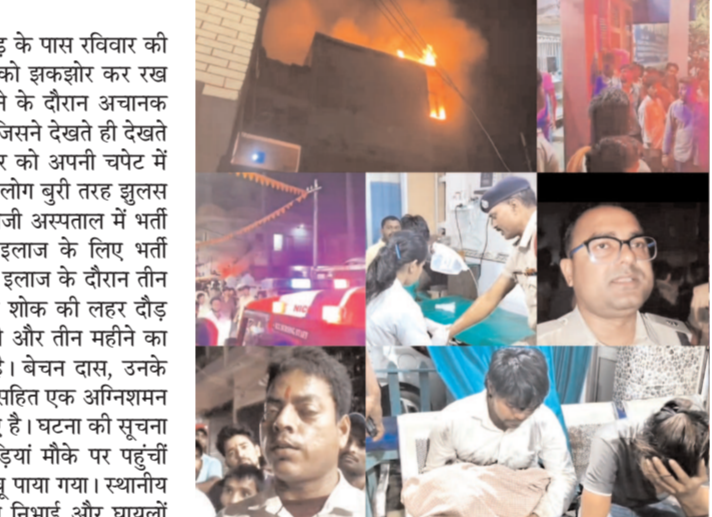 के पास रविवार की
को झकझोर कर रख
के दौरान अचानक
जिसने देखते ही देखते
को अपनी चपेट में
लोग बुरी तरह झुलस
अस्पताल में भर्ती
इलाज के लिए भर्ती
इलाज के दौरान तीन
शोक की लहर दौड़
और तीन महीने का
है। बेचन दास, उनके
सहित एक अग्निशमन
है। घटना की सूचना
मौके पर पहुंचीं
पाया गया। स्थानीय
निभाई और घायलों